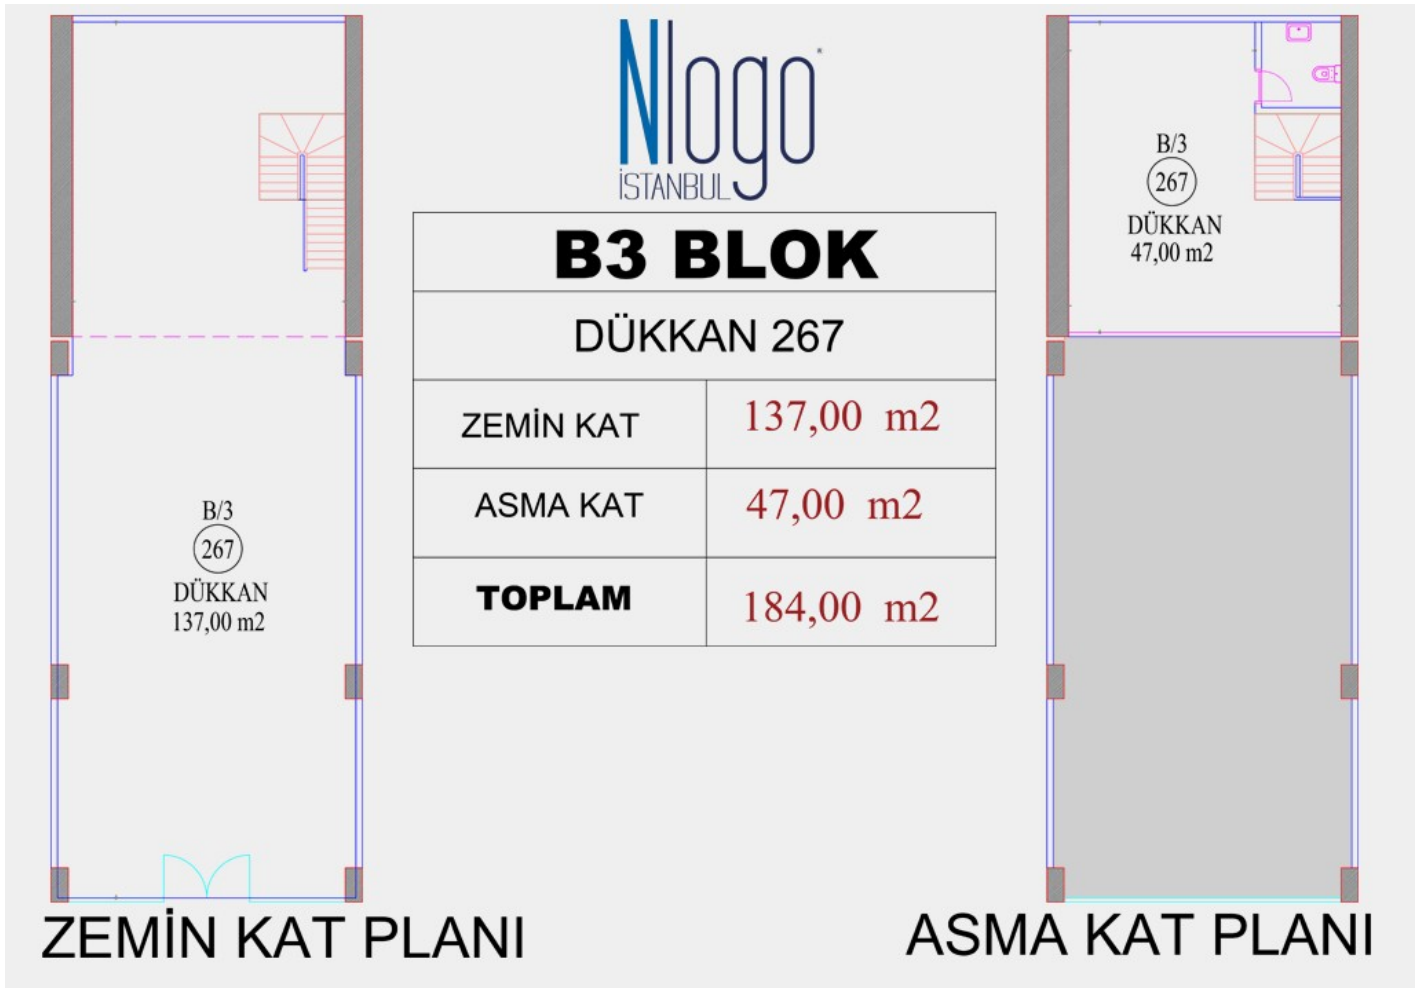 Nlogo
İSTANBUL
B3 BLOK
DÜKKAN 267
ZEMİN KAT 137,00 m2
ASMA KAT 47,00 m2
TOPLAM 184,00 m2
B/3
267
DÜKKAN
137,00 m2
ZEMİN KAT PLANI
B/3
267
DÜKKAN
47,00 m2
ASMA KAT PLANI